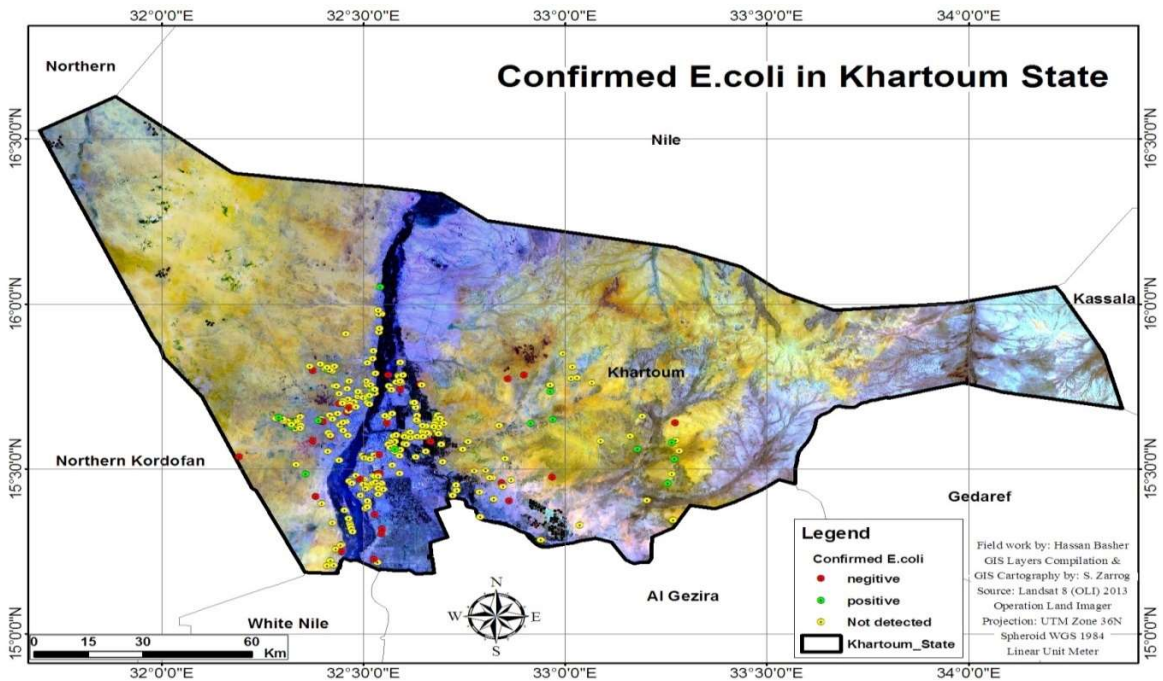 32°0'0"E 32°30'0"E 33°0'0"E 33°30'0"E 34°0'0"E
Northern
Confirmed E.coli in Khartoum State
Nile
16°30'0"N 16°30'0"N
16°0'0"N 16°0'0"N
Kassala
Khartoum
Northern Kordofan
15°30'0"N 15°30'0"N
Gedaref
Legend
Confirmed E.coli
negitive
positive
Not detected
Khartoum_State
Field work by: Hassan Basher
GIS Layers Compilation &
GIS Cartography by: S. Zarrog
Source: Landsat 8 (OLI) 2013
Operation Land Imager
Projection: UTM Zone 36N
Spheroid WGS 1984
Linear Unit Meter
N
W E
S
Al Gezira
White Nile
15°0'0"N 15°0'0"N
0 15 30 60
Km
32°0'0"E 32°30'0"E 33°0'0"E 33°30'0"E 34°0'0"E